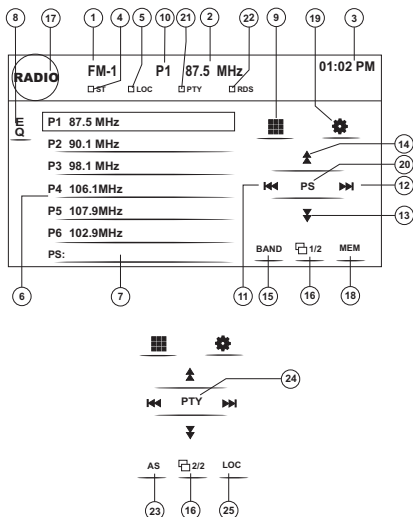 8 17 1 4 5 10 21 2 22 9 19 3
RADIO FM-1 P1 87.5 MHz 01:02 PM
ST LOC PTY RDS
EQ
P1 87.5 MHz
P2 90.1 MHz
14
P3 98.1 MHz
20
P4 106.1MHz PS
6 12
P5 107.9MHz
13
P6 102.9MHz
BAND 1/2 MEM
PS:
7 11 15 16 18
24
PTY
AS 2/2 LOC
23 16 25